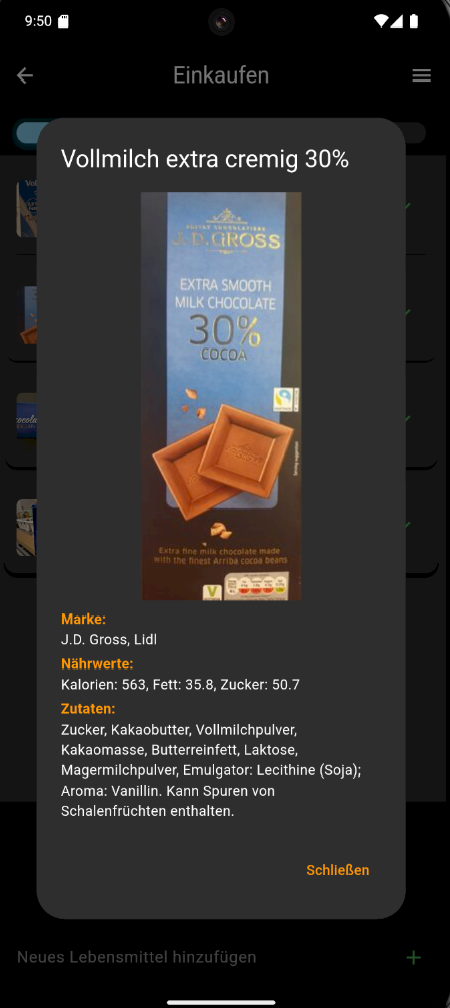 9:50
Einkaufen
Vollmilch extra cremig 30%
J.D.GROSS
EXTRA SMOOTH
MILK CHOCOLATE
30%
COCOA
Extra fine milk chocolate made
with the finest Arriba cocoa beans
V
Marke:
J.D. Gross, Lidl
Nährwerte:
Kalorien: 563, Fett: 35.8, Zucker: 50.7
Zutaten:
Zucker, Kakaobutter, Vollmilchpulver,
Kakaomasse, Butterreinfett, Laktose,
Magermilchpulver, Emulgator: Lecithine (Soja);
Aroma: Vanillin. Kann Spuren von
Schalenfrüchten enthalten.
Schließen
Neues Lebensmittel hinzufügen